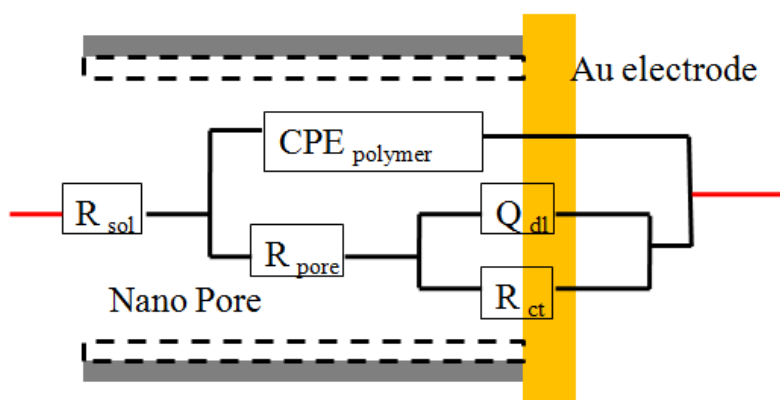 Au electrode
CPE polymer
R sol
Q dl
R pore
R ct
Nano Pore